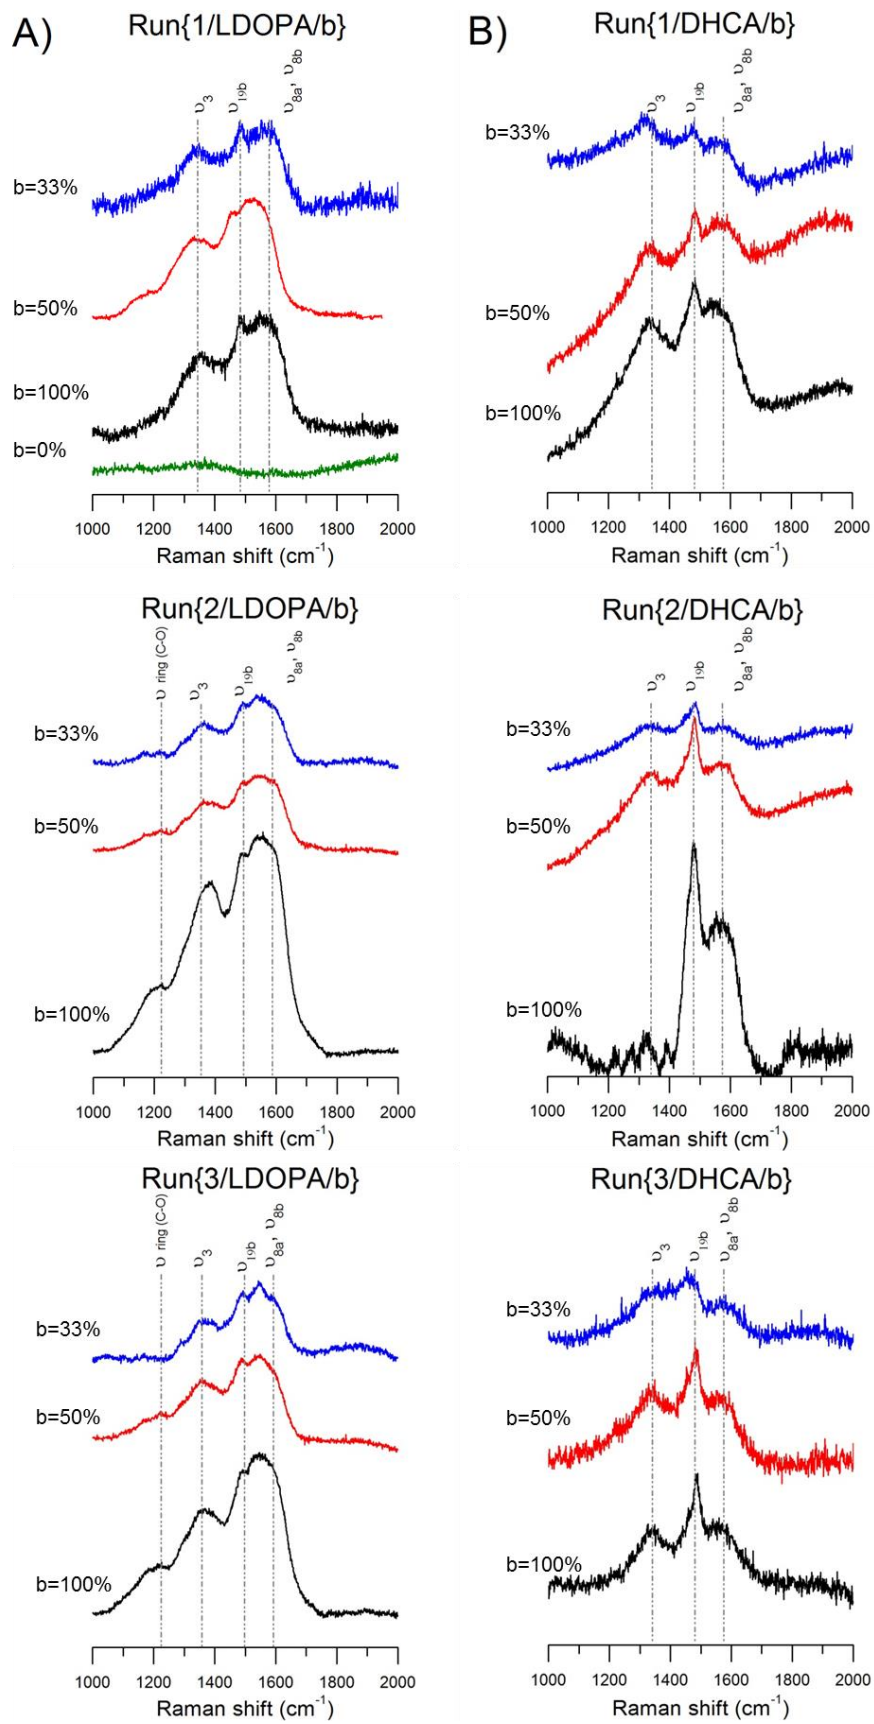 A)
Run{1/LDOPA/b}
υ3
υ19b
υ8a, υ8b
b=33%
b=50%
b=100%
b=0%
1000 1200 1400 1600 1800 2000
Raman shift (cm-1)
B)
Run{1/DHCA/b}
υ3
υ19b
υ8a, υ8b
b=33%
b=50%
b=100%
1000 1200 1400 1600 1800 2000
Raman shift (cm-1)
Run{2/LDOPA/b}
υ ring (C-O)
υ3
υ19b
υ8a, υ8b
b=33%
b=50%
b=100%
1000 1200 1400 1600 1800 2000
Raman shift (cm-1)
Run{2/DHCA/b}
υ3
υ19b
υ8a, υ8b
b=33%
b=50%
b=100%
1000 1200 1400 1600 1800 2000
Raman shift (cm-1)
Run{3/LDOPA/b}
υ ring (C-O)
υ3
υ19b
υ8a, υ8b
b=33%
b=50%
b=100%
1000 1200 1400 1600 1800 2000
Raman shift (cm-1)
Run{3/DHCA/b}
υ3
υ19b
υ8a, υ8b
b=33%
b=50%
b=100%
1000 1200 1400 1600 1800 2000
Raman shift (cm-1)